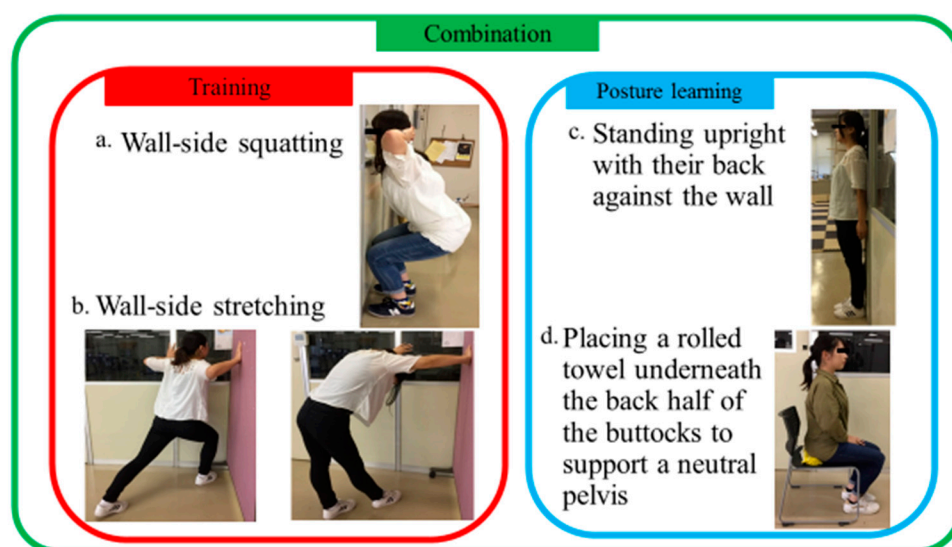 Combination
Training
a. Wall-side squatting
b. Wall-side stretching
Posture learning
c. Standing upright
with their back
against the wall
d. Placing a rolled
towel underneath
the back half of
the buttocks to
support a neutral
pelvis